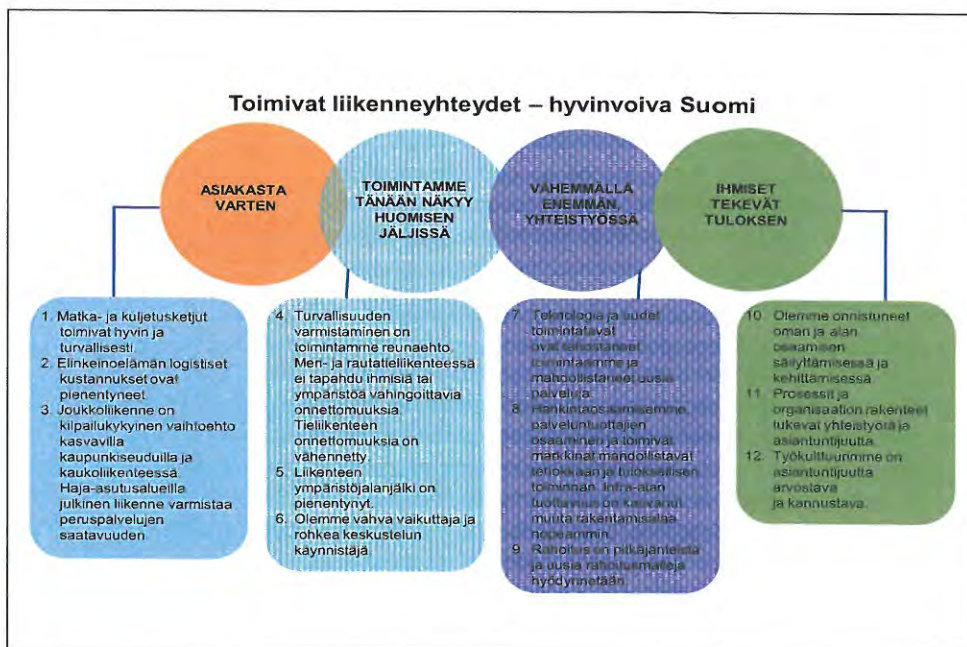 Toimivat liikenneyhteydet – hyvinvoiva Suomi
ASIAKASTA
VARTEN
TOIMINTAMME
TÄNÄÄN NÄKYY
HUOMISEN
JÄLJISSÄ
VÄHEMMÄLLÄ
ENEMMÄN,
YHTEISTYÖSSÄ
IHMISET
TEKEVÄT
TULOKSEN
1. Matka- ja kuljetusketjut
toimivat hyvin ja
turvallisesti.
2. Elinkeinoelämän logistiset
kustannukset ovat
pienentyneet.
3. Joukkoliikenne on
kilpailukykyinen vaihtoehto
kasvavilla
kaupunkiseuduilla ja
kaukoliikenteessä.
Haja-asutusalueilla
julkinen liikenne varmistaa
peruspalvelujen
saatavuuden.
4. Turvallisuuden
varmistaminen on
toimintamme reunaehto.
Meri- ja rautatieliikenteessä
ei tapahdu ihmisiä tai
ympäristöä vahingoittavia
onnettomuuksia.
Tieliikenteen
onnettomuuksia on
vähennetty.
5. Liikenteen
ympäristöjalanjälki on
pienentynyt.
6. Olemme vahva vaikuttaja ja
rohkea keskustelun
käynnistäjä.
7. Teknologia ja uudet
toimintatavat
ovat tehostaneet
toimintaamme ja
mahdollistaneet uusia
palveluja.
8. Hankintaosaamisemme,
palveluntuottajien
osaaminen ja toimivat
markkinat mahdollistavat
tehokkaan ja tuloksellisen
toiminnan. Infra-alan
tuottavuus on kasvanut
muuta rakentamisalaa
nopeammin.
9. Rahoitus on pitkäjänteistä
ja uusia rahoitusmalleja
hyödynnetään.
10. Olemme onnistuneet
oman ja alan
osaamisen
säilyttämisessä ja
kehittämisessä.
11. Prosessit ja
organisaation rakenteet
tukevat yhteistyötä ja
asiantuntijuutta.
12. Työkulttuurimme on
asiantuntijuutta
arvostava
ja kannustava.